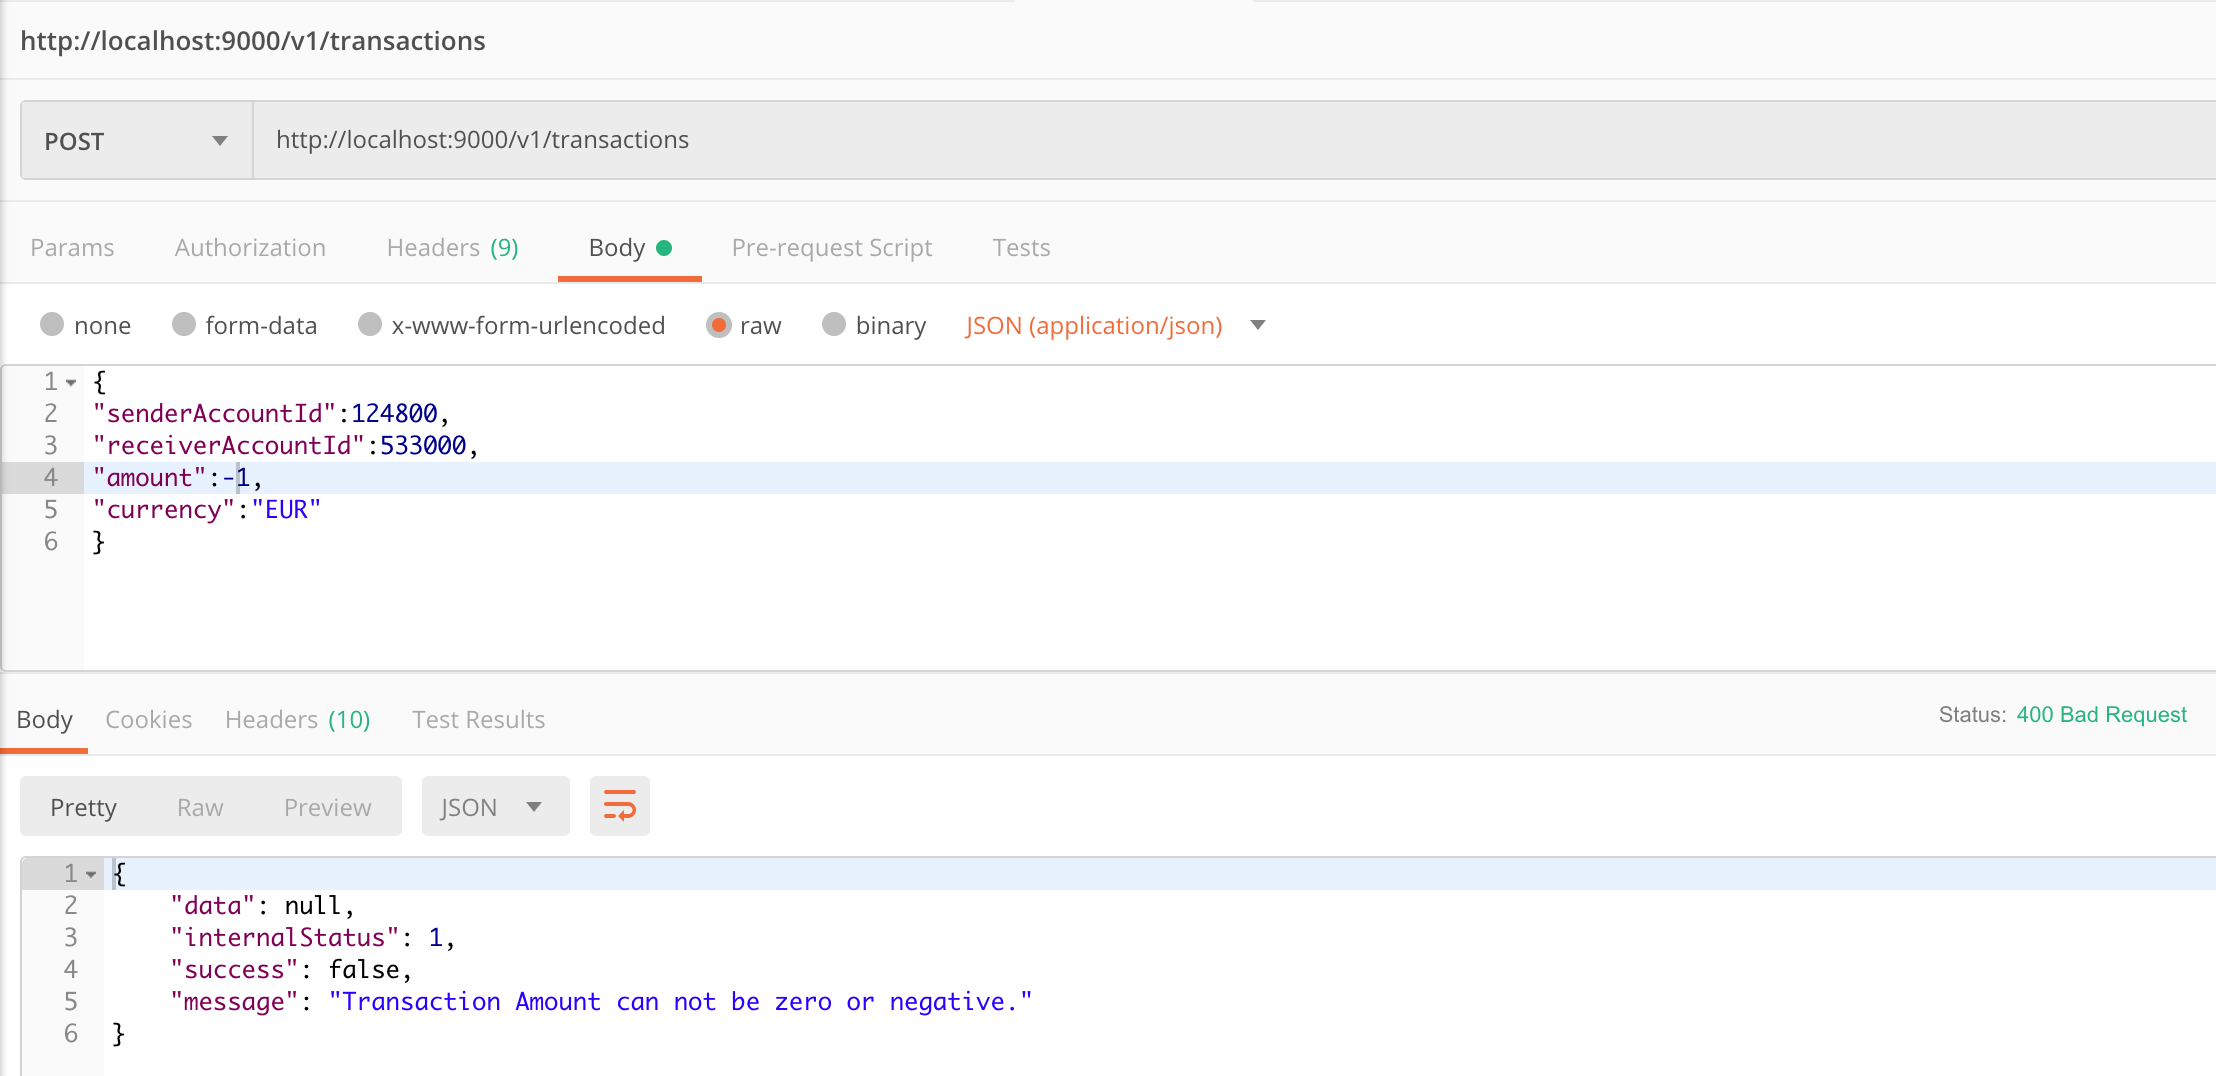 http://localhost:9000/v1/transactions
POST http://localhost:9000/v1/transactions
Params Authorization Headers (9) Body Pre-request Script Tests
none form-data x-www-form-urlencoded raw binary JSON (application/json)
1 {
2 "senderAccountId":124800,
3 "receiverAccountId":533000,
4 "amount":-1,
5 "currency":"EUR"
6 }
Body Cookies Headers (10) Test Results Status: 400 Bad Request
Pretty Raw Preview JSON
1 {
2 "data": null,
3 "internalStatus": 1,
4 "success": false,
5 "message": "Transaction Amount can not be zero or negative."
6 }